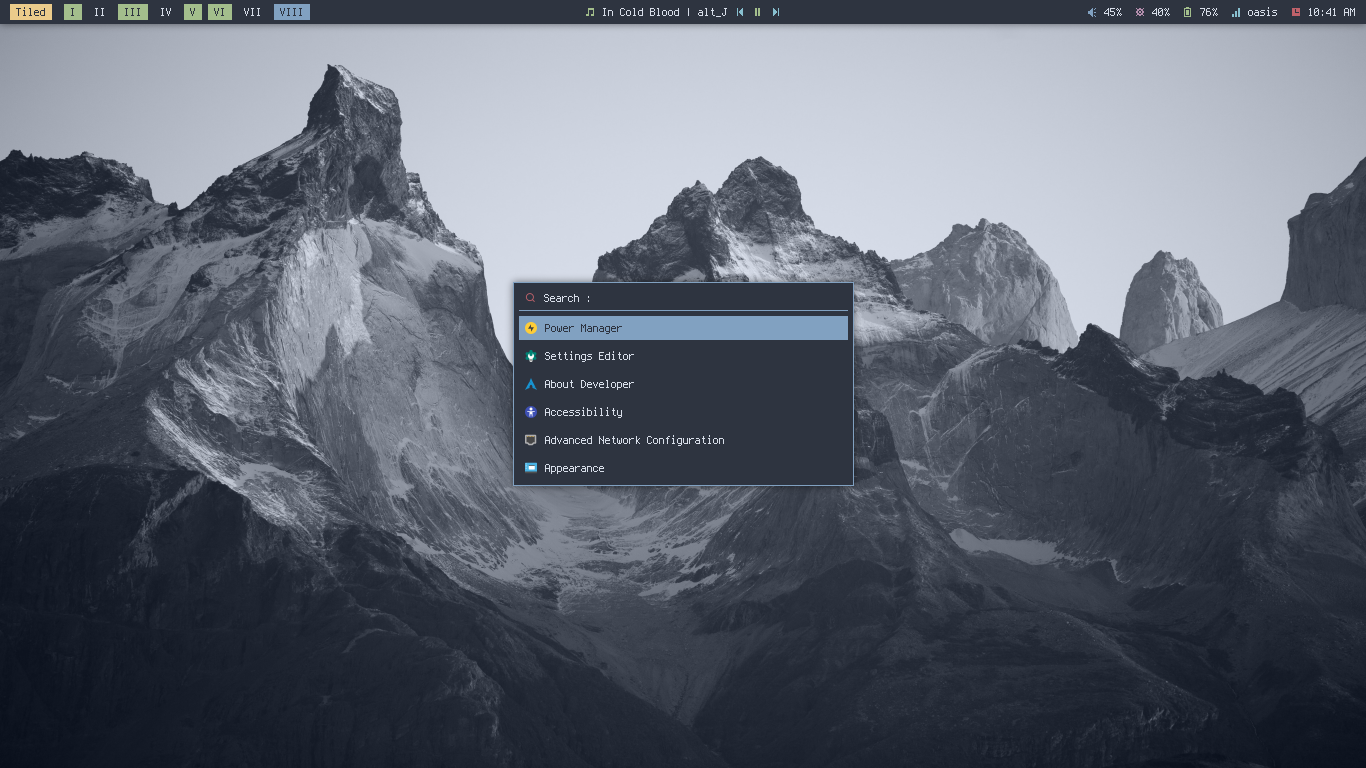 Tiled I II III IV V VI VII VIII In Cold Blood | alt_J 45% 40% 76% oasis 10:41 AM
Search :
Power Manager
Settings Editor
About Developer
Accessibility
Advanced Network Configuration
Appearance